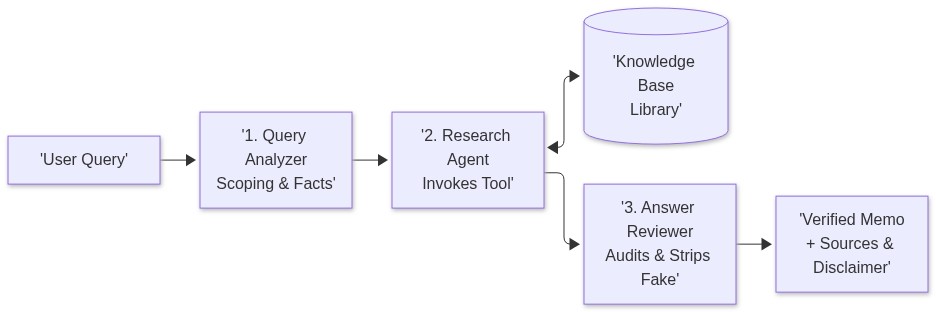 'User Query'
'1. Query
Analyzer
Scoping & Facts'
'2. Research
Agent
Invokes Tool'
'Knowledge
Base
Library'
'3. Answer
Reviewer
Audits & Strips
Fake'
'Verified Memo
+ Sources &
Disclaimer'